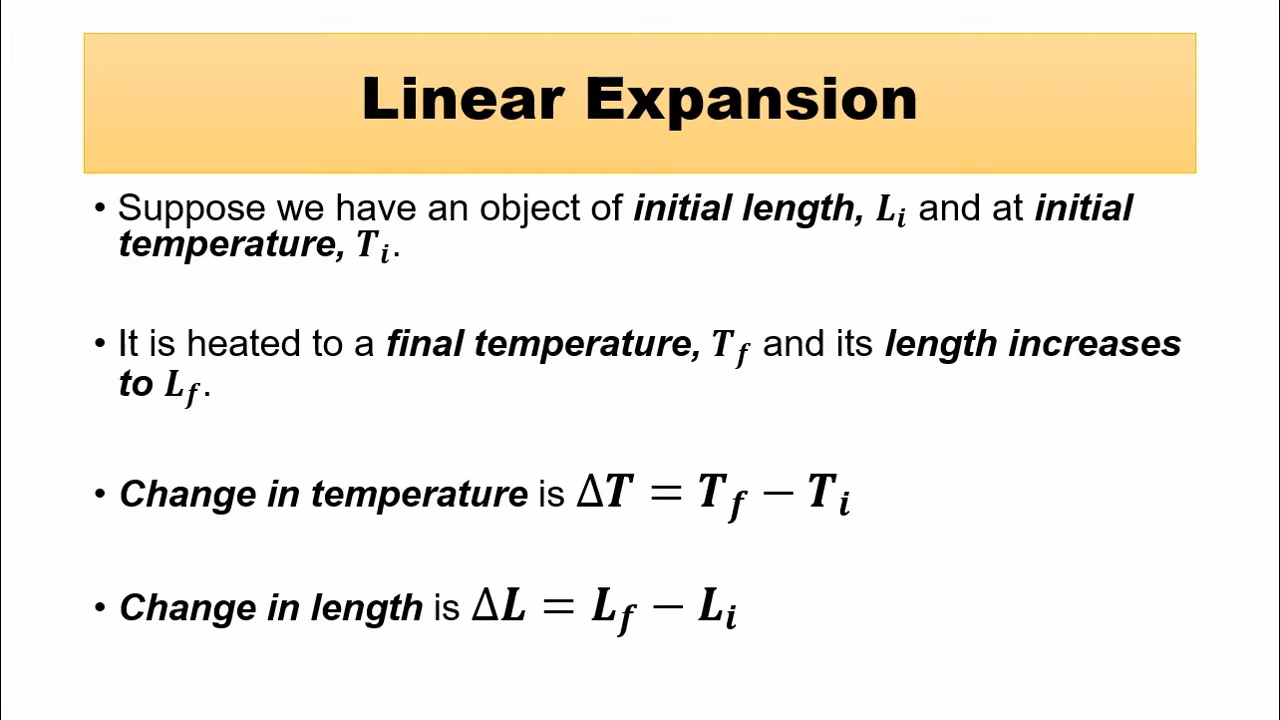 Linear Expansion
• Suppose we have an object of initial length, Lᵢ and at initial
temperature, Tᵢ.
• It is heated to a final temperature, T_f and its length increases
to L_f.
• Change in temperature is ΔT = T_f − Tᵢ
• Change in length is ΔL = L_f − Lᵢ